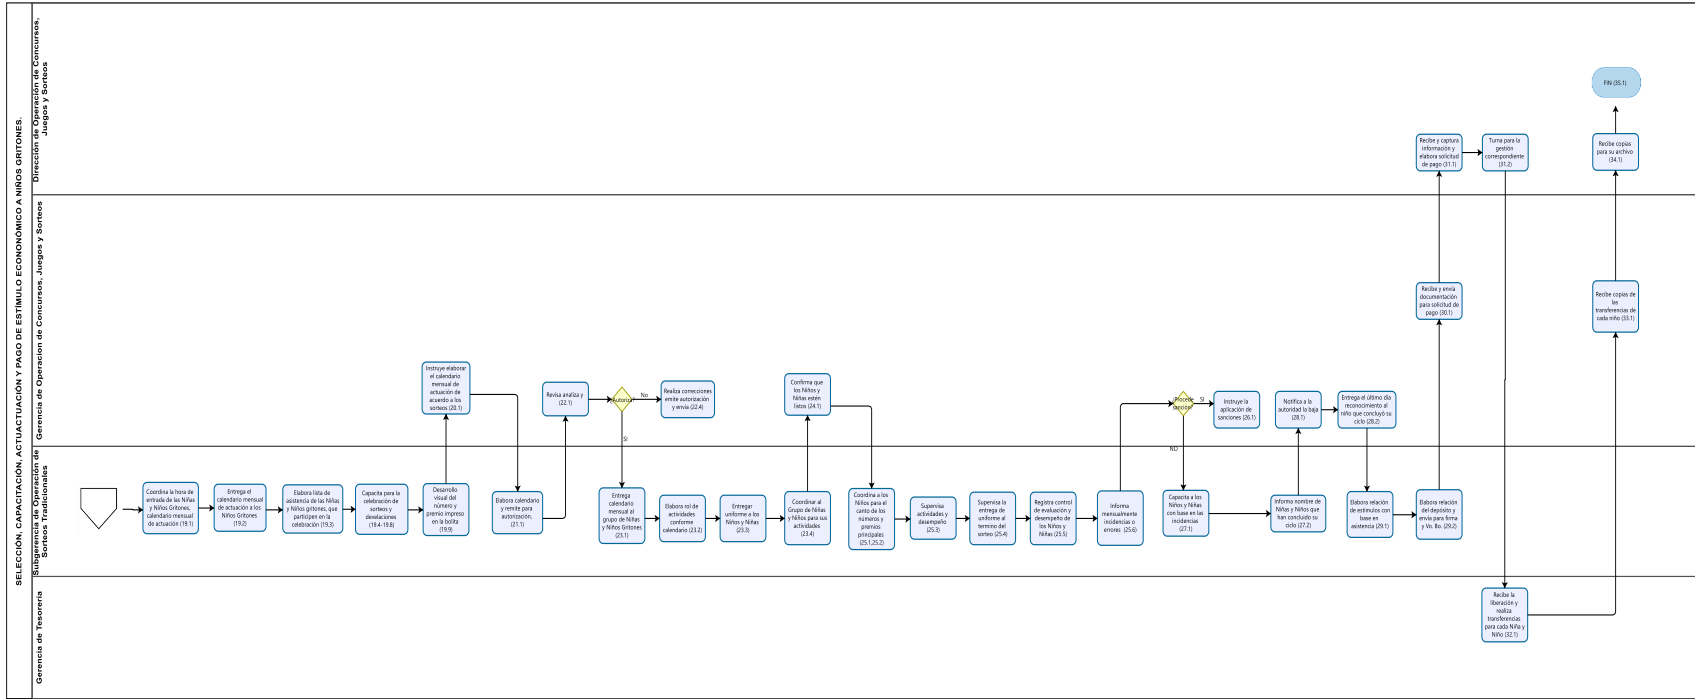 SELECCIÓN, CAPACITACIÓN, ACTUACTUACIÓN Y PAGO DE ESTÍMULO ECONONÓMICO A NIÑOS GRITONES.
Dirección de Operación de Concursos,
Juegos y Sorteos
FIN (35.1)
Recibe y captura
información y
elabora solicitud
de pago (31.1)
Turna para la
gestión
correspondiente
(31.2)
Recibe copias
para su archivo
(34.1)
Gerencia de Operacion de Concursos, Juegos y Sorteos
Instruye elaborar
el calendario
mensual de
actuación de
acuerdo a los
sorteos (20.1)
Revisa analiza y
(22.1)
¿Autoriza?
No
SI
Realiza correcciones
emite autorización
y envía (22.4)
Confirma que
los Niños y
Niñas estén
listos (24.1)
¿Procede
sanción?
SI
NO
Instruye la
aplicación de
sanciones (26.1)
Notifica a la
autoridad la baja
(28.1)
Entrega el último día
reconocimiento al
niño que concluyó su
ciclo (28.2)
Recibe y envía
documentación
para solicitud de
pago (30.1)
Recibe copias de
las
transferencias de
cada niño (33.1)
Subgerencia de Operación de
Sorteos Tradicionales
Coordina la hora de
entrada de las Niñas
y Niños Gritones,
calendario mensual
de actuación (19.1)
Entrega el
calendario mensual
de actuación a los
Niños Gritones
(19.2)
Elabora lista de
asistencia de las Niñas
y Niños gritones, que
participen en la
celebración (19.3)
Capacita para la
celebración de
sorteos y
develaciones
(19.4-19.8)
Desarrollo
visual del
número y
premio impreso
en la bolita
(19.9)
Elabora calendario
y remite para
autorización.
(21.1)
Entrega
calendario
mensual al
grupo de Niñas
y Niños Gritones
(23.1)
Elabora rol de
actividades
conforme
calendario (23.2)
Entregar
uniforme a los
Niños y Niñas
(23.3)
Coordinar al
Grupo de Niñas
y Niños para sus
actividades
(23.4)
Coordina a los
Niños para el
canto de los
números y
premios
principales
(25.1,25.2)
Supervisa
actividades y
desempeño
(25.3)
Supervisa la
entrega de
uniforme al
termino del
sorteo (25.4)
Registra control
de evaluación y
desempeño de
los Niños y
Niñas (25.5)
Informa
mensualmente
incidencias o
errores (25.6)
Capacita a los
Niños y Niñas
con base en las
incidencias
(27.1)
Informa nombre de
Niñas y Niños que
han concluido su
ciclo (27.2)
Elabora relación
de estímulos con
base en
asistencia (29.1)
Elabora relación
del depósito y
envía para firma
y Vo. Bo. (29.2)
Gerencia de Tesorería
Recibe la
liberación y
realiza
transferencias
para cada Niña y
Niño (32.1)